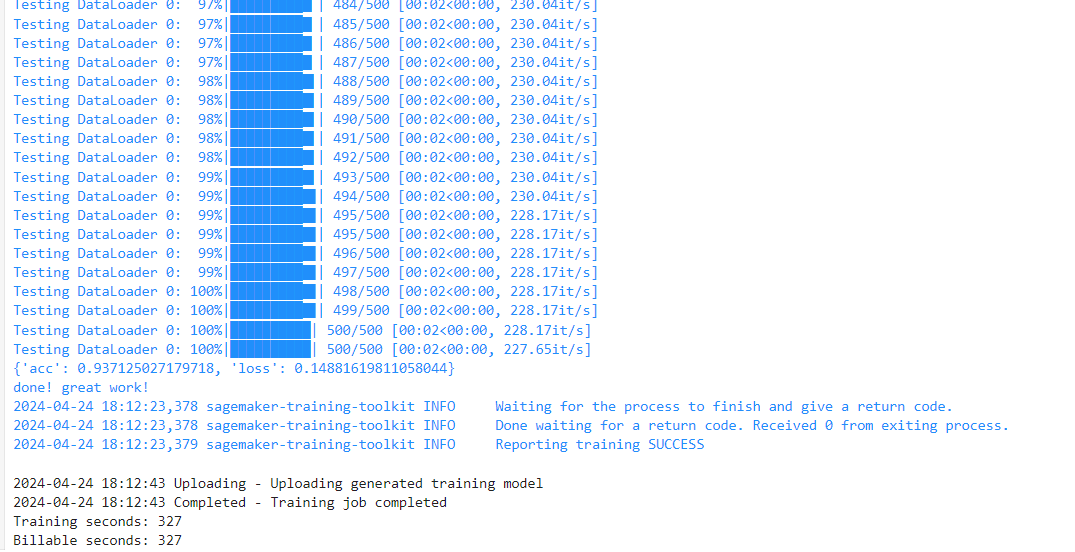 Testing DataLoader 0:  97%|██████████| 484/500 [00:02<00:00, 230.04it/s]
Testing DataLoader 0:  97%|██████████| 485/500 [00:02<00:00, 230.04it/s]
Testing DataLoader 0:  97%|██████████| 486/500 [00:02<00:00, 230.04it/s]
Testing DataLoader 0:  97%|██████████| 487/500 [00:02<00:00, 230.04it/s]
Testing DataLoader 0:  98%|██████████| 488/500 [00:02<00:00, 230.04it/s]
Testing DataLoader 0:  98%|██████████| 489/500 [00:02<00:00, 230.04it/s]
Testing DataLoader 0:  98%|██████████| 490/500 [00:02<00:00, 230.04it/s]
Testing DataLoader 0:  98%|██████████| 491/500 [00:02<00:00, 230.04it/s]
Testing DataLoader 0:  98%|██████████| 492/500 [00:02<00:00, 230.04it/s]
Testing DataLoader 0:  99%|██████████| 493/500 [00:02<00:00, 230.04it/s]
Testing DataLoader 0:  99%|██████████| 494/500 [00:02<00:00, 230.04it/s]
Testing DataLoader 0:  99%|██████████| 495/500 [00:02<00:00, 228.17it/s]
Testing DataLoader 0:  99%|██████████| 495/500 [00:02<00:00, 228.17it/s]
Testing DataLoader 0:  99%|██████████| 496/500 [00:02<00:00, 228.17it/s]
Testing DataLoader 0:  99%|██████████| 497/500 [00:02<00:00, 228.17it/s]
Testing DataLoader 0: 100%|██████████| 498/500 [00:02<00:00, 228.17it/s]
Testing DataLoader 0: 100%|██████████| 499/500 [00:02<00:00, 228.17it/s]
Testing DataLoader 0: 100%|██████████| 500/500 [00:02<00:00, 228.17it/s]
Testing DataLoader 0: 100%|██████████| 500/500 [00:02<00:00, 227.65it/s]
{'acc': 0.937125027179718, 'loss': 0.14881619811058044}
done! great work!
2024-04-24 18:12:23,378 sagemaker-training-toolkit INFO     Waiting for the process to finish and give a return code.
2024-04-24 18:12:23,378 sagemaker-training-toolkit INFO     Done waiting for a return code. Received 0 from exiting process.
2024-04-24 18:12:23,379 sagemaker-training-toolkit INFO     Reporting training SUCCESS
2024-04-24 18:12:43 Uploading - Uploading generated training model
2024-04-24 18:12:43 Completed - Training job completed
Training seconds: 327
Billable seconds: 327